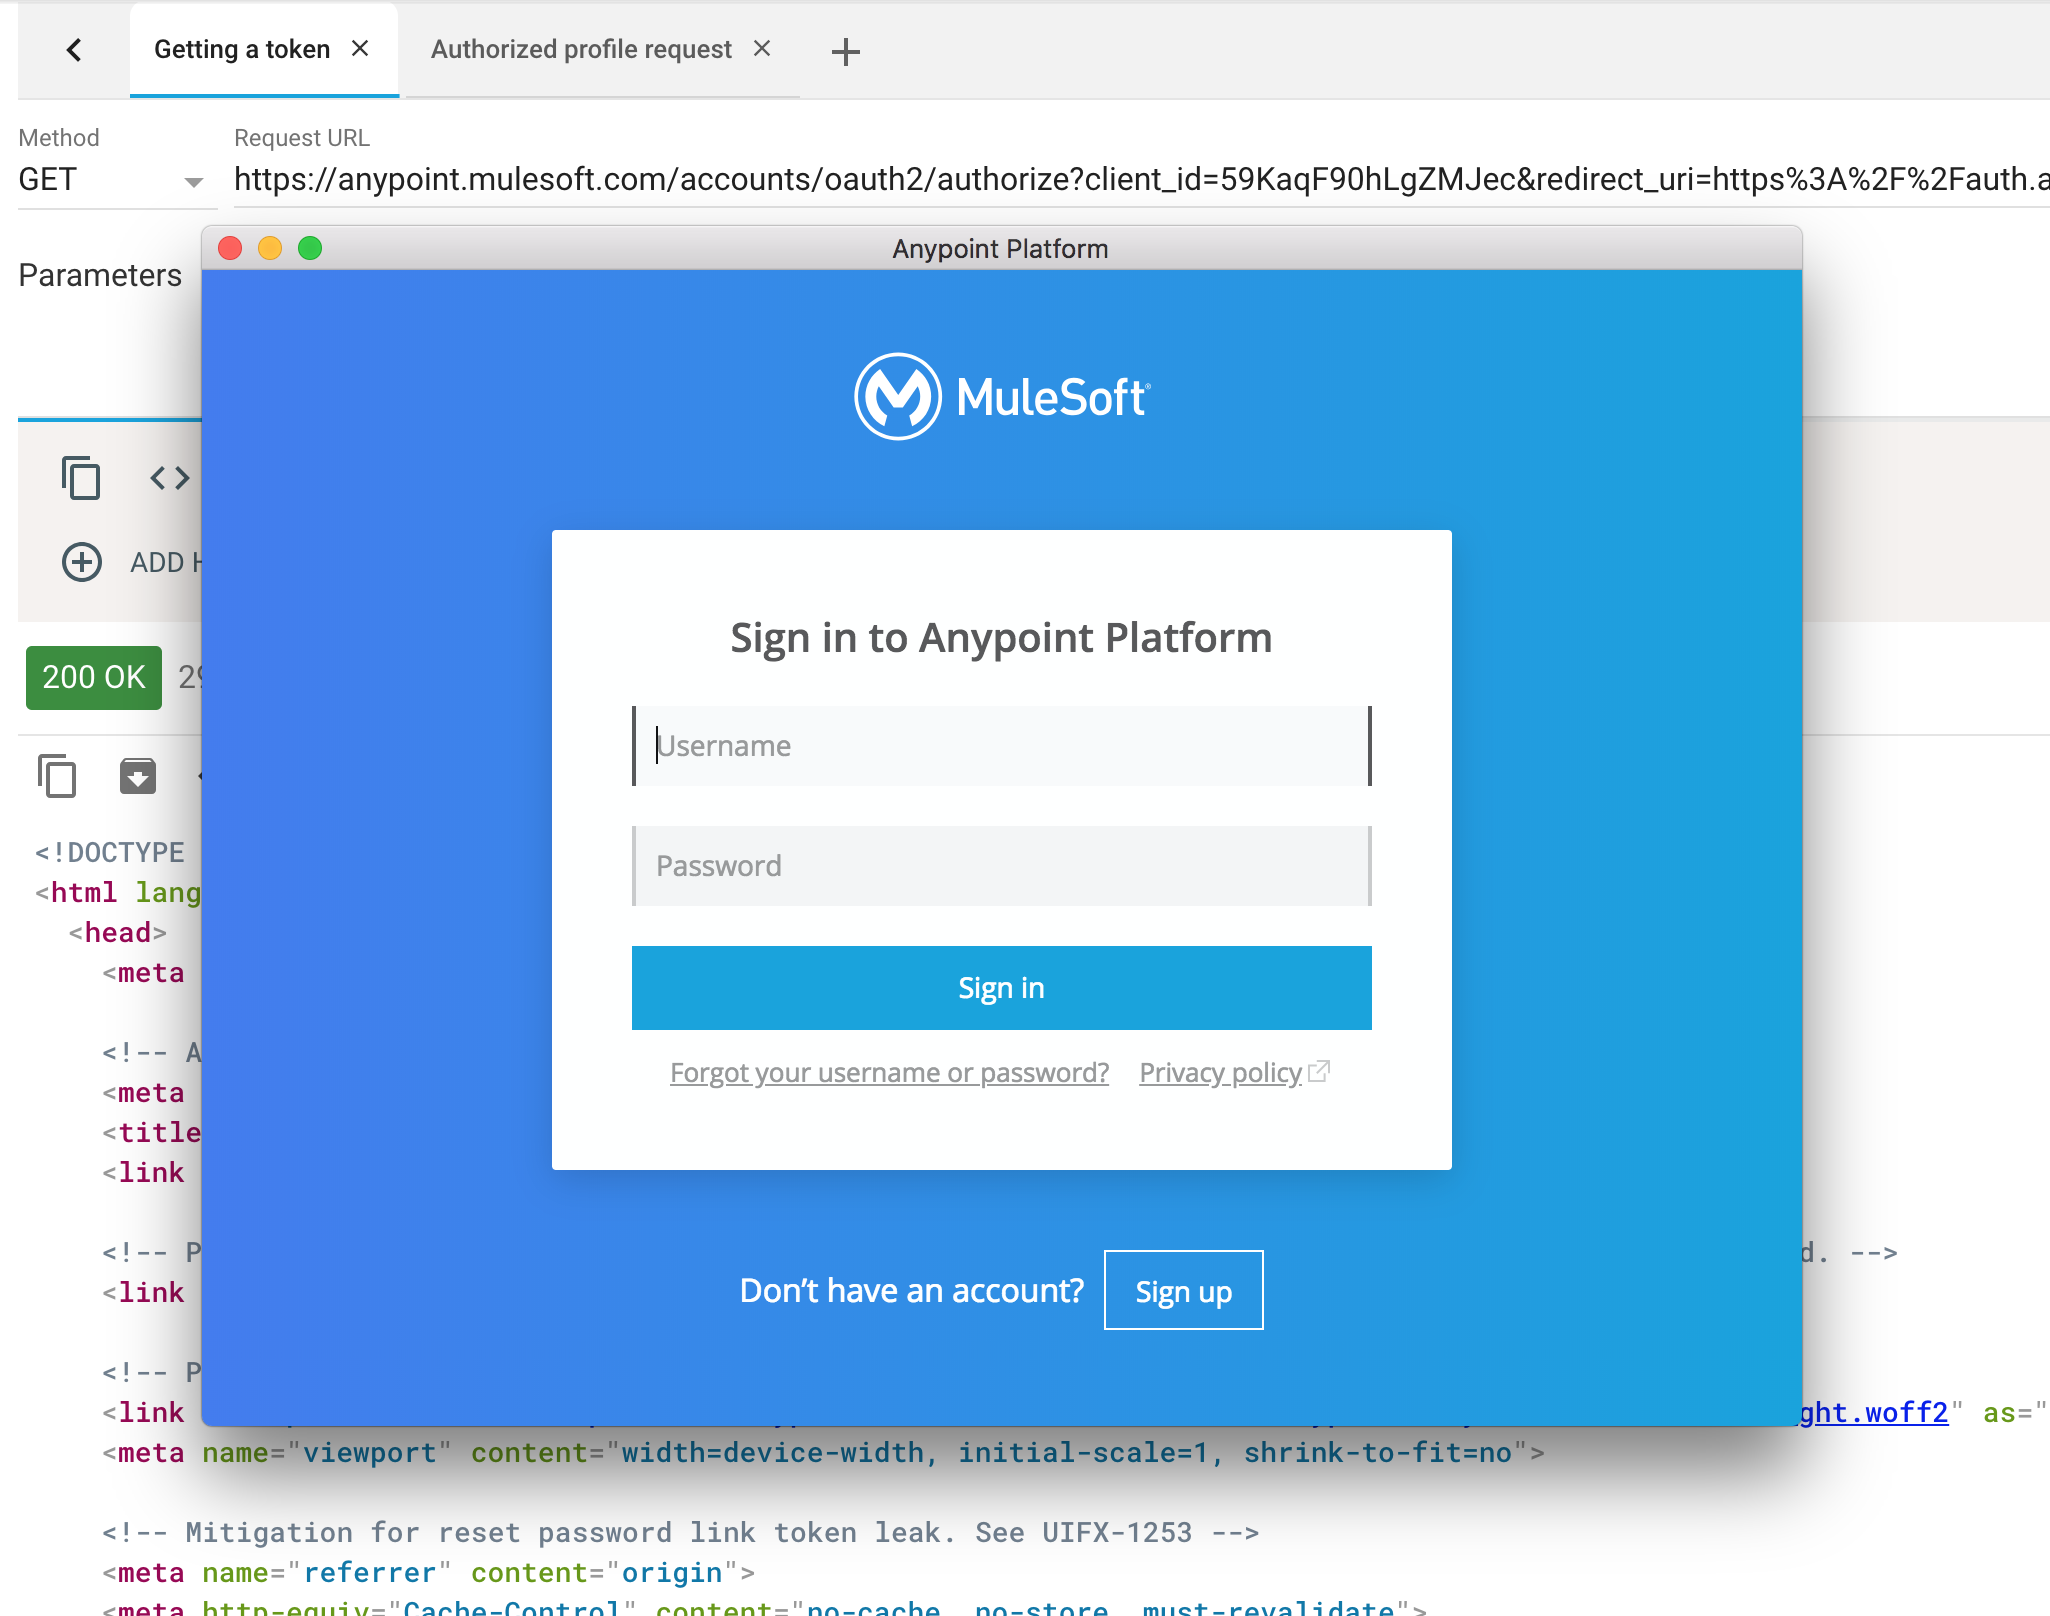 Getting a token
Authorized profile request
Method
Request URL
GET
https://anypoint.mulesoft.com/accounts/oauth2/authorize?client_id=59KaqF90hLgZMJec&redirect_uri=https%3A%2F%2Fauth.a
Anypoint Platform
Parameters
MuleSoft
ADD
200 OK
Sign in to Anypoint Platform
Username
Password
Sign in
Forgot your username or password? Privacy policy
Don't have an account? Sign up
<!DOCTYPE
<html lang
<head>
<meta
<!-- A
<meta
<title
<link
<!-- P
d. -->
<link
<!-- P
<link
ght.woff2" as="
<meta name="viewport" content="width=device-width, initial-scale=1, shrink-to-fit=no">
<!-- Mitigation for reset password link token leak. See UIFX-1253 -->
<meta name="referrer" content="origin">
<meta http-equiv="Cache-Control" content="no-cache, no-store, must-revalidate">